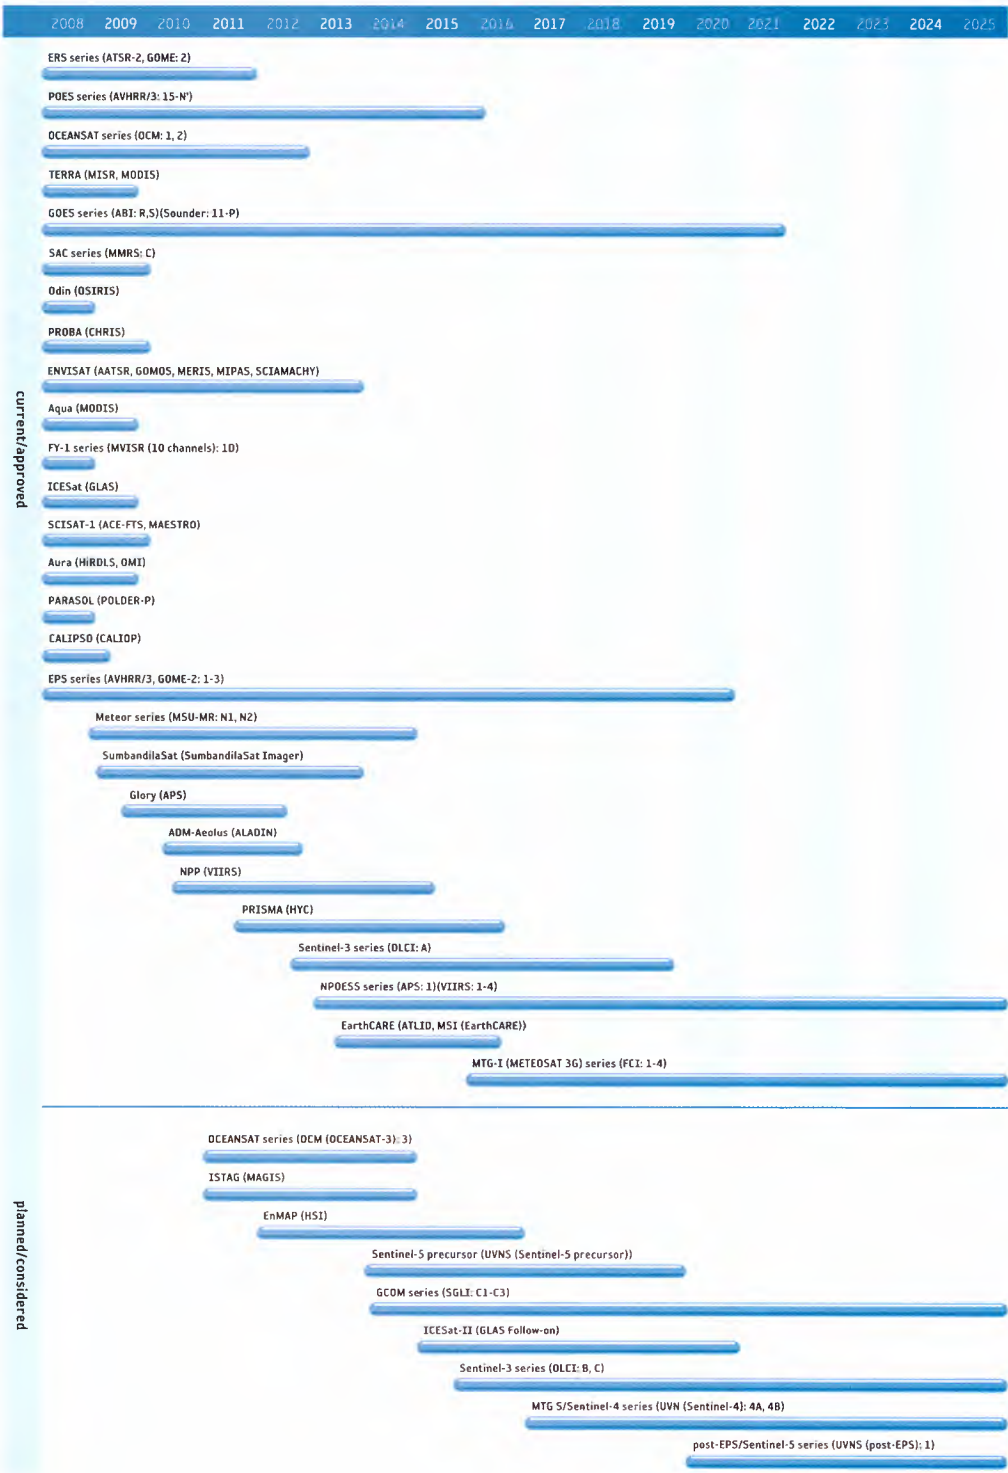 2008 2009 2010 2011 2012 2013 2014 2015 2016 2017 2018 2019 2020 2021 2022 2023 2024 2025
current/approved
ERS series (ATSR-2, GOME: 2)
POES series (AVHRR/3: 15-N')
OCEANSAT series (OCM: 1, 2)
TERRA (MISR, MODIS)
GOES series (ABI: R,S)(Sounder: 11-P)
SAC series (MMRS: C)
Odin (OSIRIS)
PROBA (CHRIS)
ENVISAT (AATSR, GOMOS, MERIS, MIPAS, SCIAMACHY)
Aqua (MODIS)
FY-1 series (MVISR (10 channels): 1D)
ICESat (GLAS)
SCISAT-1 (ACE-FTS, MAESTRO)
Aura (HiRDLS, OMI)
PARASOL (POLDER-P)
CALIPSO (CALIOP)
EPS series (AVHRR/3, GOME-2: 1-3)
Meteor series (MSU-MR: N1, N2)
SumbandilaSat (SumbandilaSat Imager)
Glory (APS)
ADM-Aeolus (ALADIN)
NPP (VIIRS)
PRISMA (HYC)
Sentinel-3 series (OLCI: A)
NPOESS series (APS: 1)(VIIRS: 1-4)
EarthCARE (ATLID, MSI (EarthCARE))
MTG-I (METEOSAT 3G) series (FCI: 1-4)
planned/considered
OCEANSAT series (OCM (OCEANSAT-3): 3)
ISTAG (MAGIS)
EnMAP (HSI)
Sentinel-5 precursor (UVNS (Sentinel-5 precursor))
GCOM series (SGLI: C1-C3)
ICESat-II (GLAS Follow-on)
Sentinel-3 series (OLCI: B, C)
MTG S/Sentinel-4 series (UVN (Sentinel-4): 4A, 4B)
post-EPS/Sentinel-5 series (UVNS (post-EPS): 1)